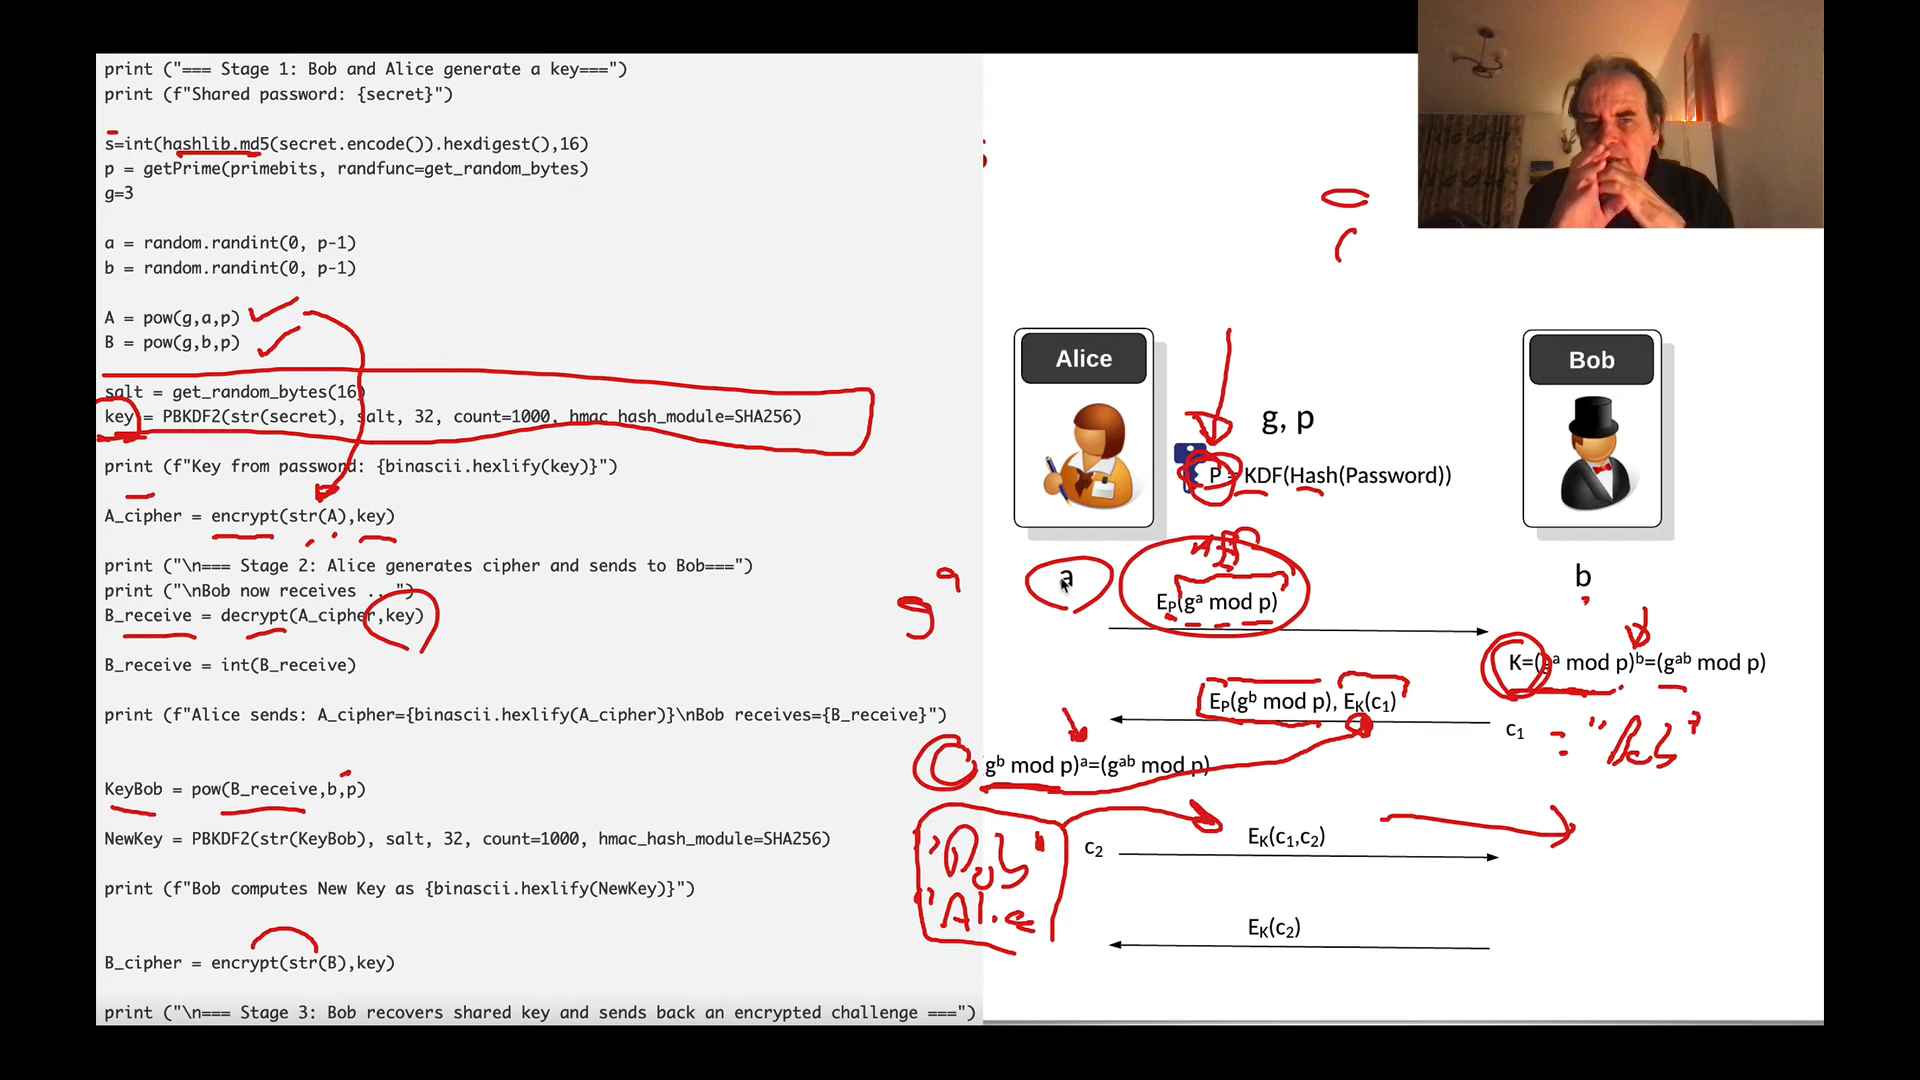 print ("=== Stage 1: Bob and Alice generate a key===")
print (f"Shared password: {secret}")
s=int(hashlib.md5(secret.encode()).hexdigest(),16)
p = getPrime(primebits, randfunc=get_random_bytes)
g=3
a = random.randint(0, p-1)
b = random.randint(0, p-1)
A = pow(g,a,p)
B = pow(g,b,p)
salt = get_random_bytes(16)
key = PBKDF2(str(secret), salt, 32, count=1000, hmac_hash_module=SHA256)
print (f"Key from password: {binascii.hexlify(key)}")
A_cipher = encrypt(str(A),key)
print ("\n=== Stage 2: Alice generates cipher and sends to Bob===")
print ("\nBob now receives ...")
B_receive = decrypt(A_cipher,key)
B_receive = int(B_receive)
print (f"Alice sends: A_cipher={binascii.hexlify(A_cipher)}\nBob receives={B_receive}")
KeyBob = pow(B_receive,b,p)
NewKey = PBKDF2(str(KeyBob), salt, 32, count=1000, hmac_hash_module=SHA256)
print (f"Bob computes New Key as {binascii.hexlify(NewKey)}")
B_cipher = encrypt(str(B),key)
print ("\n=== Stage 3: Bob recovers shared key and sends back an encrypted challenge ===")
Alice
Bob
g, p
P = KDF(Hash(Password))
a
b
gᵃ
Eₚ(gᵃ mod p)
K=(gᵃ mod p)ᵇ=(gᵃᵇ mod p)
Eₚ(gᵇ mod p), Eₖ(c₁)
c₁
= "Bob"
gᵇ mod p)ᵃ=(gᵃᵇ mod p)
"Bob"
"Alice
c₂
Eₖ(c₁,c₂)
Eₖ(c₂)